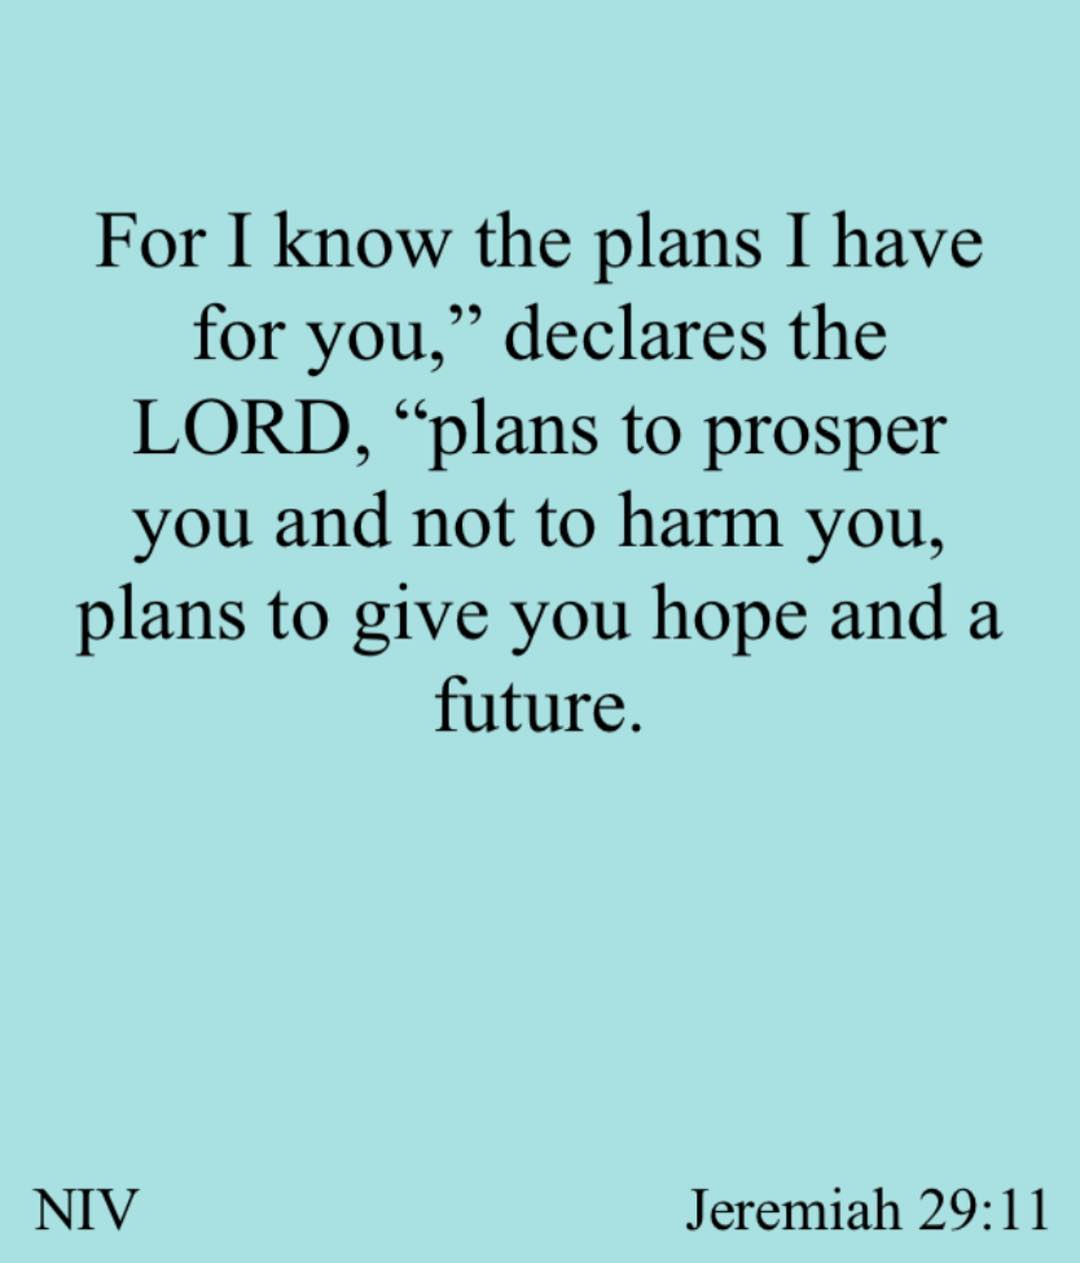 For I know the plans I have
for you,” declares the
LORD, “plans to prosper
you and not to harm you,
plans to give you hope and a
future.
NIV
Jeremiah 29:11